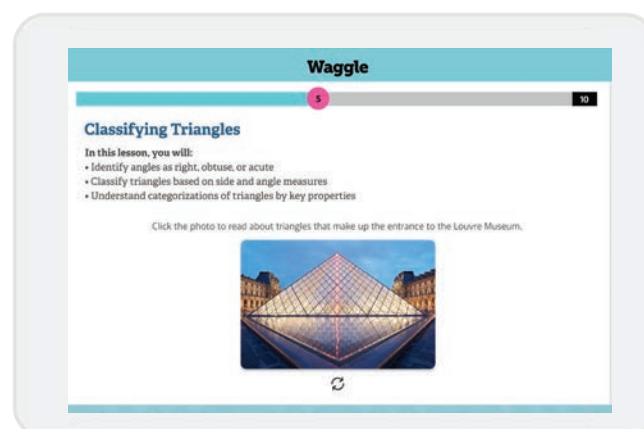 Waggle
5
10
Classifying Triangles
In this lesson, you will:
• Identify angles as right, obtuse, or acute
• Classify triangles based on side and angle measures
• Understand categorizations of triangles by key properties
Click the photo to read about triangles that make up the entrance to the Louvre Museum.